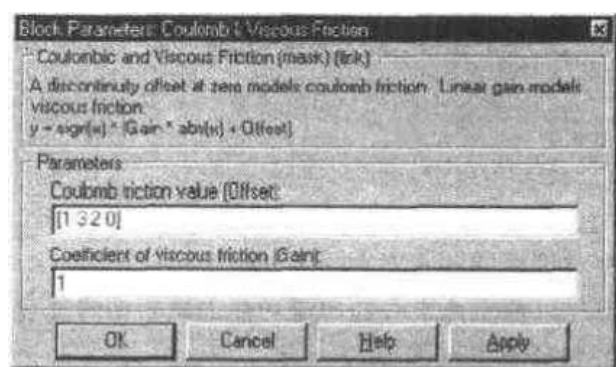 Block Parameters: Coulomb & Viscous Friction
Coulombic and Viscous Friction (mask) (link)
A discontinuity offset at zero models coulomb friction. Linear gain models
viscous friction.
y = sign(x) * (Gain * abs(x) + Offset)
Parameters
Coulomb friction value (Offset):
[1 3 2 0]
Coefficient of viscous friction (Gain):
1
OK
Cancel
Help
Apply